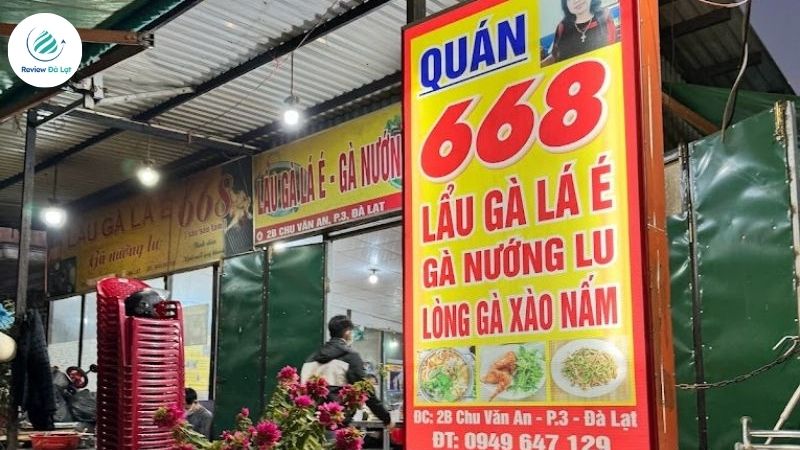 Review Đà Lạt
QUÁN
668
LẨU GÀ LÁ É
GÀ NƯỚNG LU
LÒNG GÀ XÀO NẤM
ĐC: 2B Chu Văn An - P.3 - Đà Lạt
ĐT: 0949 647 129
LẨU GÀ LÁ É - GÀ NƯỚN
2B CHU VĂN AN, P.3, ĐÀ LẠT
LẨU GÀ LÁ É 668
Gà nướng lu